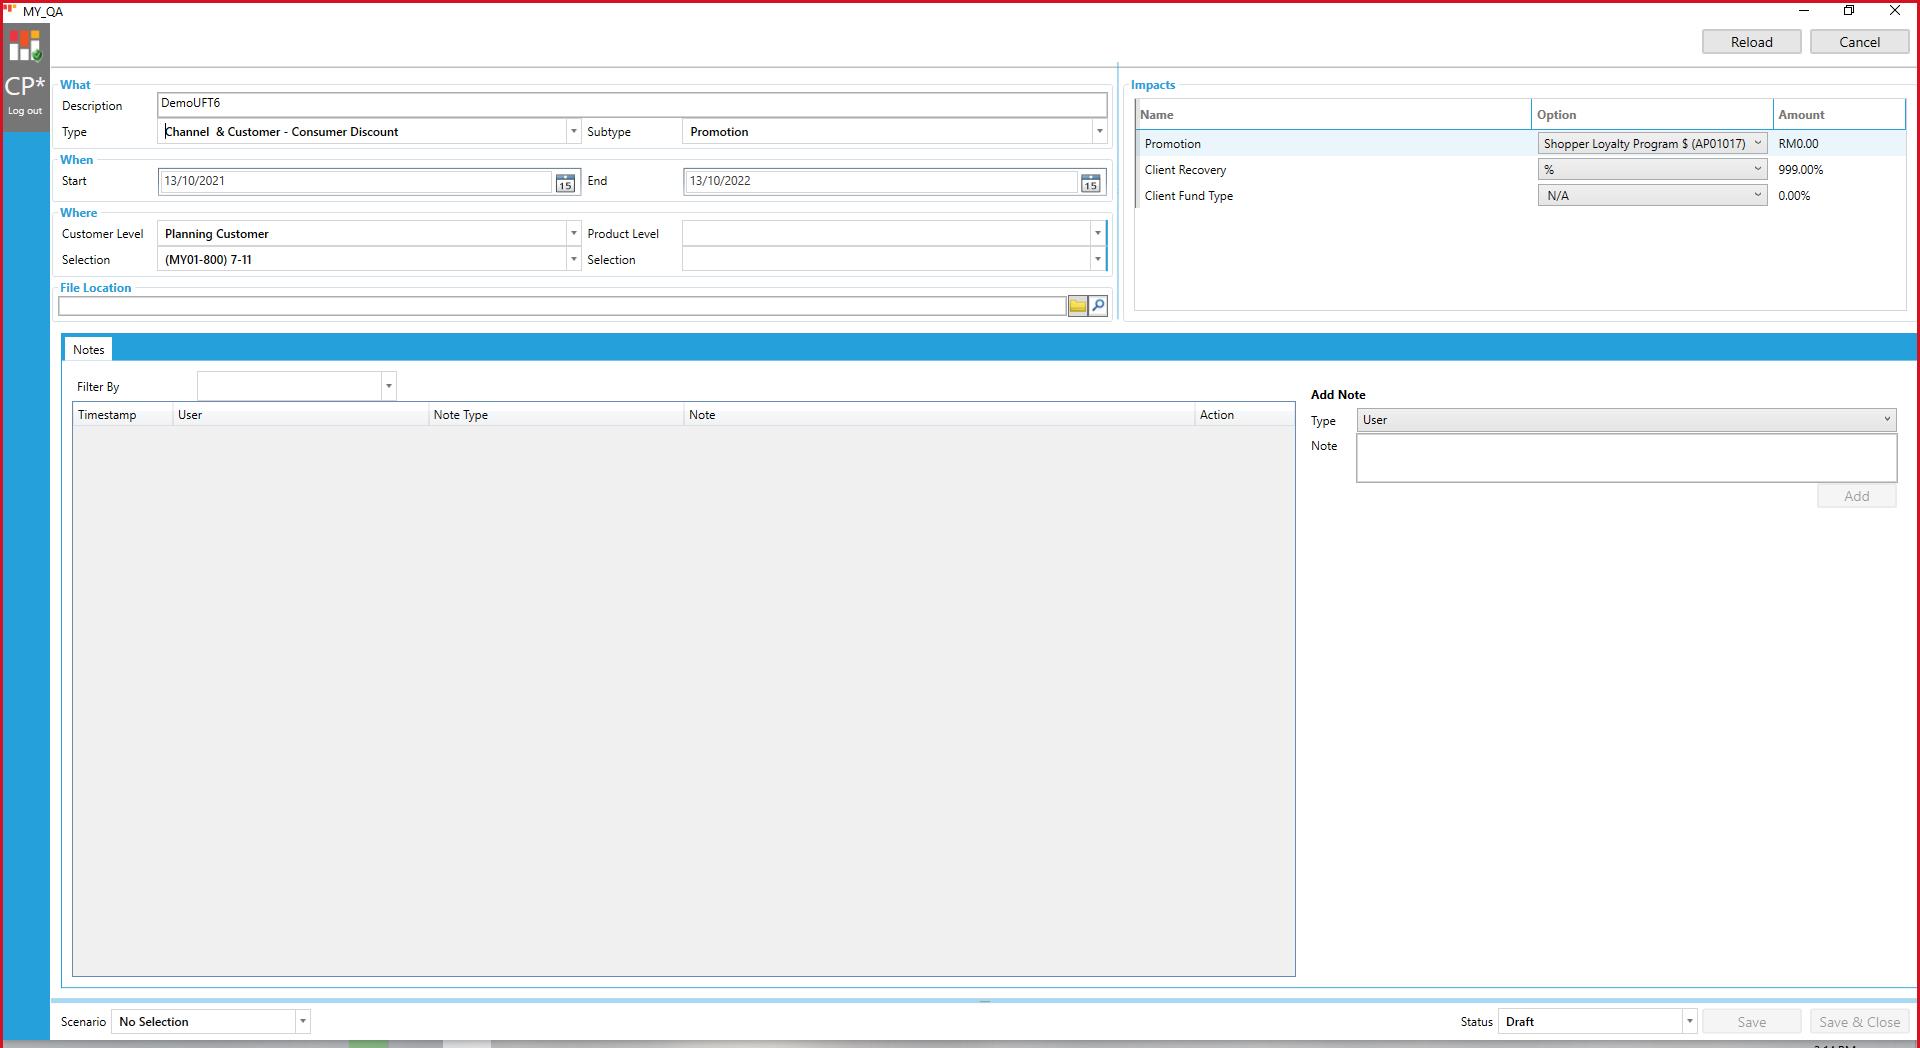 MY_QA
CP*
Log out
Reload
Cancel
What
Description
DemoUFT6
Type
Channel  & Customer - Consumer Discount
Subtype
Promotion
When
Start
13/10/2021
15
End
13/10/2022
15
Where
Customer Level
Planning Customer
Product Level
Selection
(MY01-800) 7-11
Selection
File Location
Impacts
Name
Option
Amount
Promotion
Shopper Loyalty Program $ (AP01017)
RM0.00
Client Recovery
%
999.00%
Client Fund Type
N/A
0.00%
Notes
Filter By
Timestamp
User
Note Type
Note
Action
Add Note
Type
User
Note
Add
Scenario
No Selection
Status
Draft
Save
Save & Close